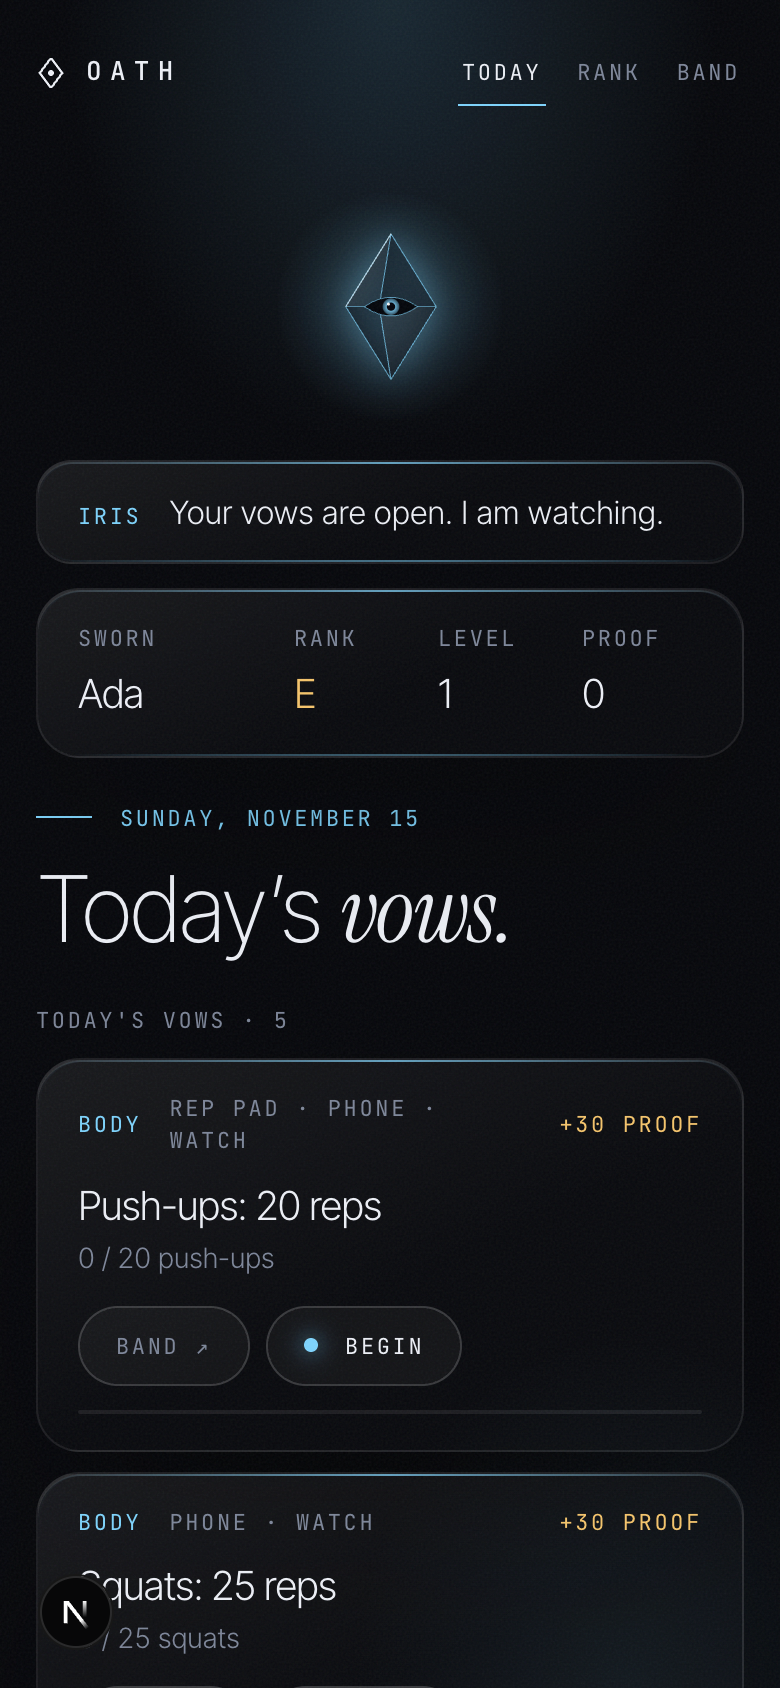 OATH
TODAY RANK BAND
IRIS Your vows are open. I am watching.
SWORN RANK LEVEL PROOF
Ada E 1 0
SUNDAY, NOVEMBER 15
Today’s vows.
TODAY'S VOWS · 5
BODY REP PAD · PHONE · WATCH +30 PROOF
Push-ups: 20 reps
0 / 20 push-ups
BAND ↗ BEGIN
BODY PHONE · WATCH +30 PROOF
Squats: 25 reps
/ 25 squats
N